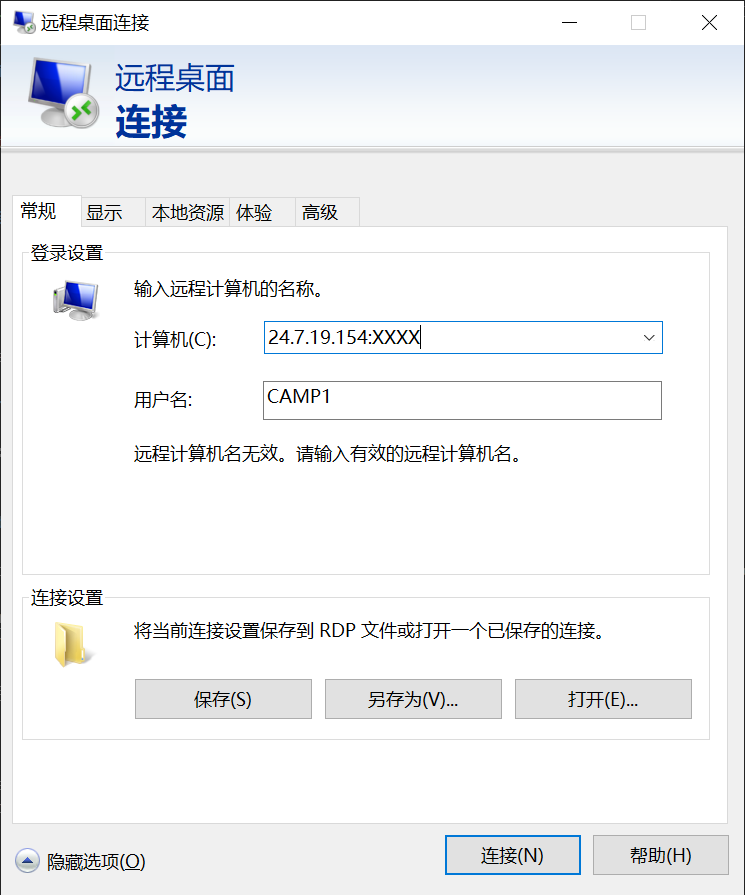 远程桌面连接
远程桌面
连接
常规 显示 本地资源 体验 高级
登录设置
输入远程计算机的名称。
计算机(C): 24.7.19.154:XXXX
用户名: CAMP1
远程计算机名无效。请输入有效的远程计算机名。
连接设置
将当前连接设置保存到 RDP 文件或打开一个已保存的连接。
保存(S) 另存为(V)... 打开(E)...
隐藏选项(O) 连接(N) 帮助(H)